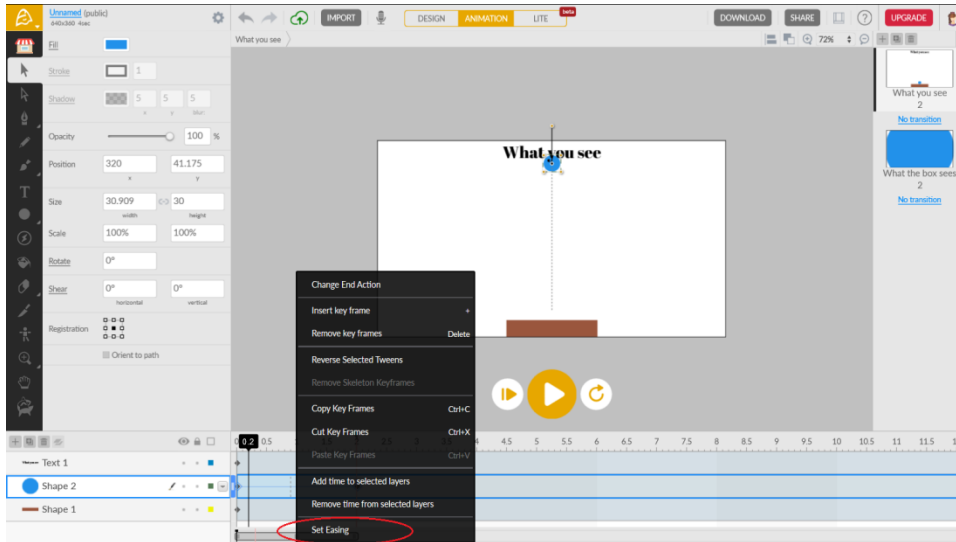 Unnamed (public)
640x360 4sec
IMPORT
DESIGN
ANIMATION
LITE
beta
DOWNLOAD
SHARE
UPGRADE
What you see
72%
Fill
Stroke
1
Shadow
5
5
5
x
y
blur
Opacity
100
%
Position
320
41.175
x
y
Size
30.909
30
width
height
Scale
100%
100%
Rotate
0°
Shear
0°
0°
horizontal
vertical
Registration
Orient to path
What you see
What you see
What you see
2
No transition
What the box sees
2
No transition
Change End Action
Insert key frame +
Remove key frames Delete
Reverse Selected Tweens
Remove Skeleton Keyframes
Copy Key Frames Ctrl+C
Cut Key Frames Ctrl+X
Paste Key Frames Ctrl+V
Add time to selected layers
Remove time from selected layers
Set Easing
0.2 0.5 4 4.5 5 5.5 6 6.5 7 7.5 8 8.5 9 9.5 10 10.5 11 11.5
Text 1
Shape 2
Shape 1